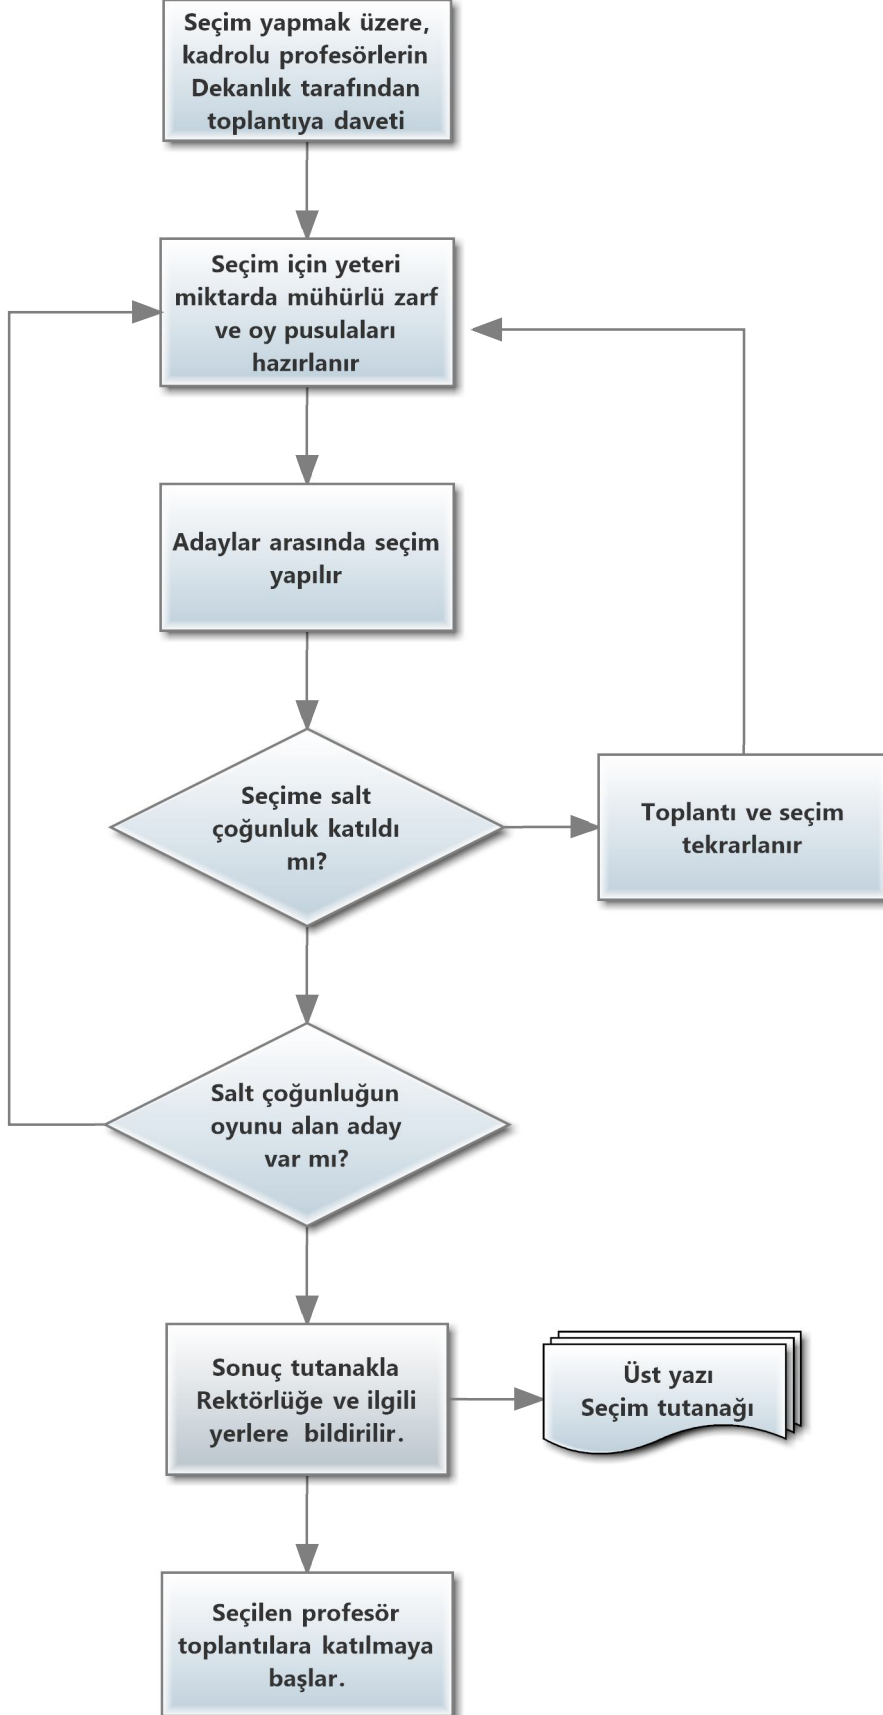 Seçim yapmak üzere,
kadrolu profesörlerin
Dekanlık tarafından
toplantıya daveti
Seçim için yeteri
miktarda mühürlü zarf
ve oy pusulaları
hazırlanır
Adaylar arasında seçim
yapılır
Seçime salt
çoğunluk katıldı
mı?
Toplantı ve seçim
tekrarlanır
Salt çoğunluğun
oyunu alan aday
var mı?
Sonuç tutanakla
Rektörlüğe ve ilgili
yerlere bildirilir.
Üst yazı
Seçim tutanağı
Seçilen profesör
toplantılara katılmaya
başlar.